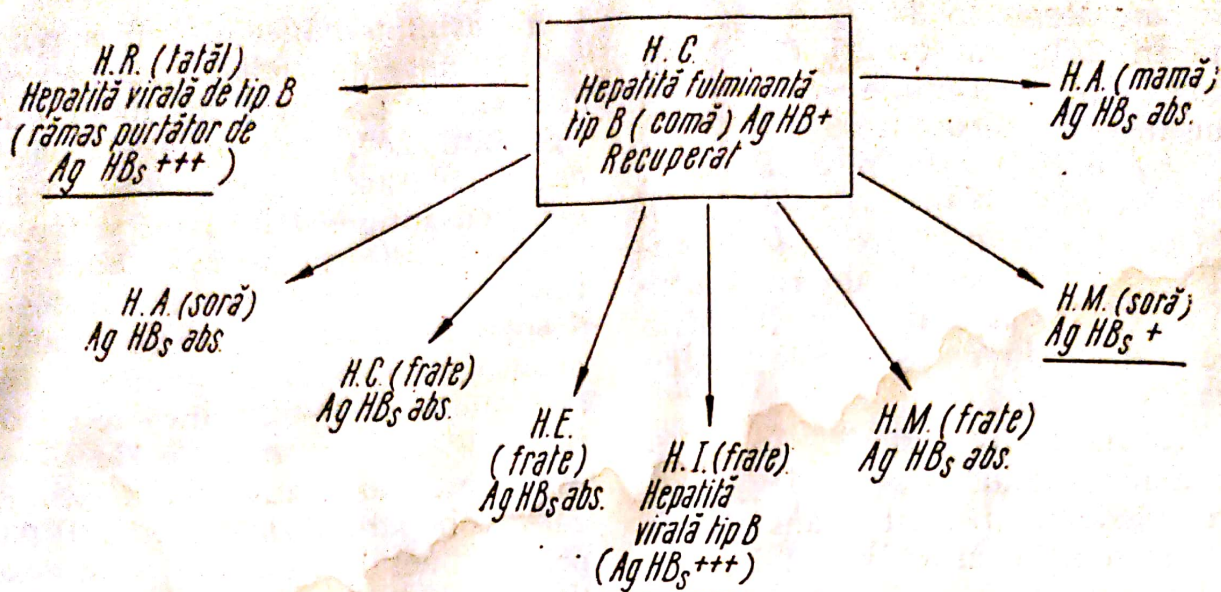 H.R. (tatăl)
Hepatită virală de tip B
(rămas purtător de
Ag HBs +++ )
H. C.
Hepatită fulminantă
tip B (comă) Ag HB+
Recuperat
H.A. (mamă)
Ag HBs abs.
H. A. (soră)
Ag HBs abs.
H.C. (frate)
Ag HBs abs.
H.E.
(frate)
Ag HBs abs.
H. I. (frate)
Hepatită
virală tip B
(Ag HBs +++)
H.M. (frate)
Ag HBs abs.
H.M. (soră)
Ag HBs +